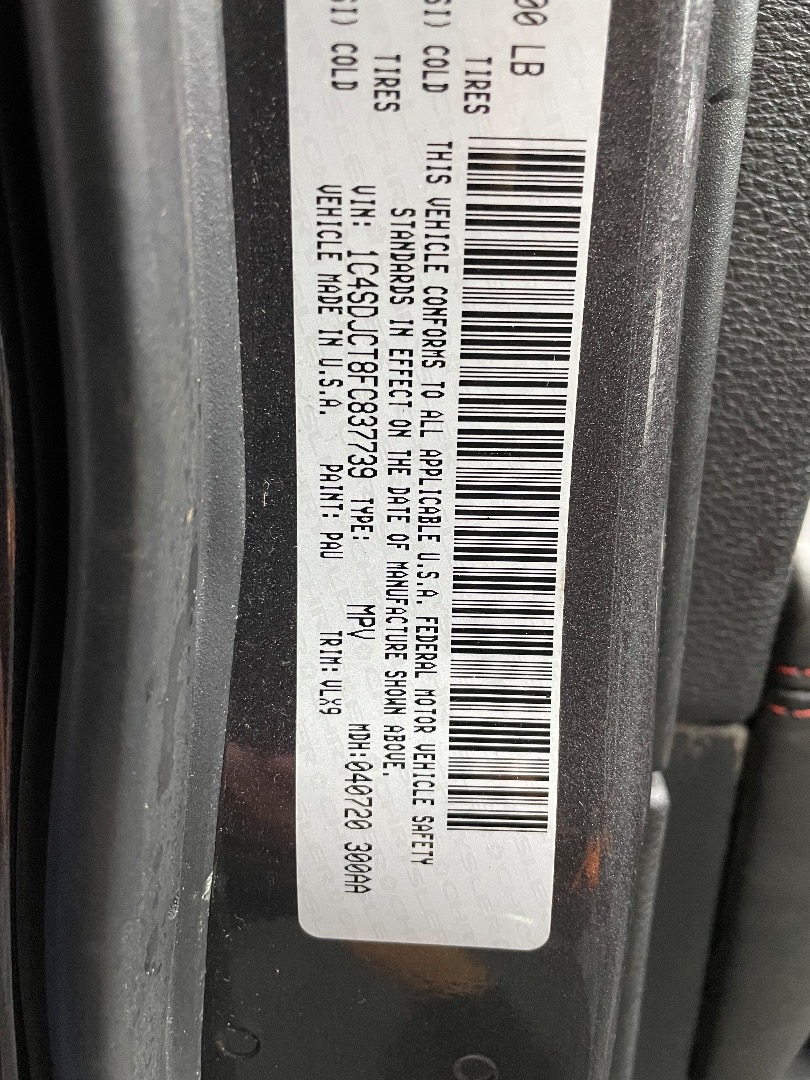 00 LB
TIRES
SI) COLD
TIRES
SI) COLD
THIS VEHICLE CONFORMS TO ALL APPLICABLE U.S.A. FEDERAL MOTOR VEHICLE SAFETY
STANDARDS IN EFFECT ON THE DATE OF MANUFACTURE SHOWN ABOVE.
VIN: 1C4SDJCT8FC837739 TYPE: MPV MDH:040720 300AA
VEHICLE MADE IN U.S.A. PAINT: PAU TRIM: VLX9